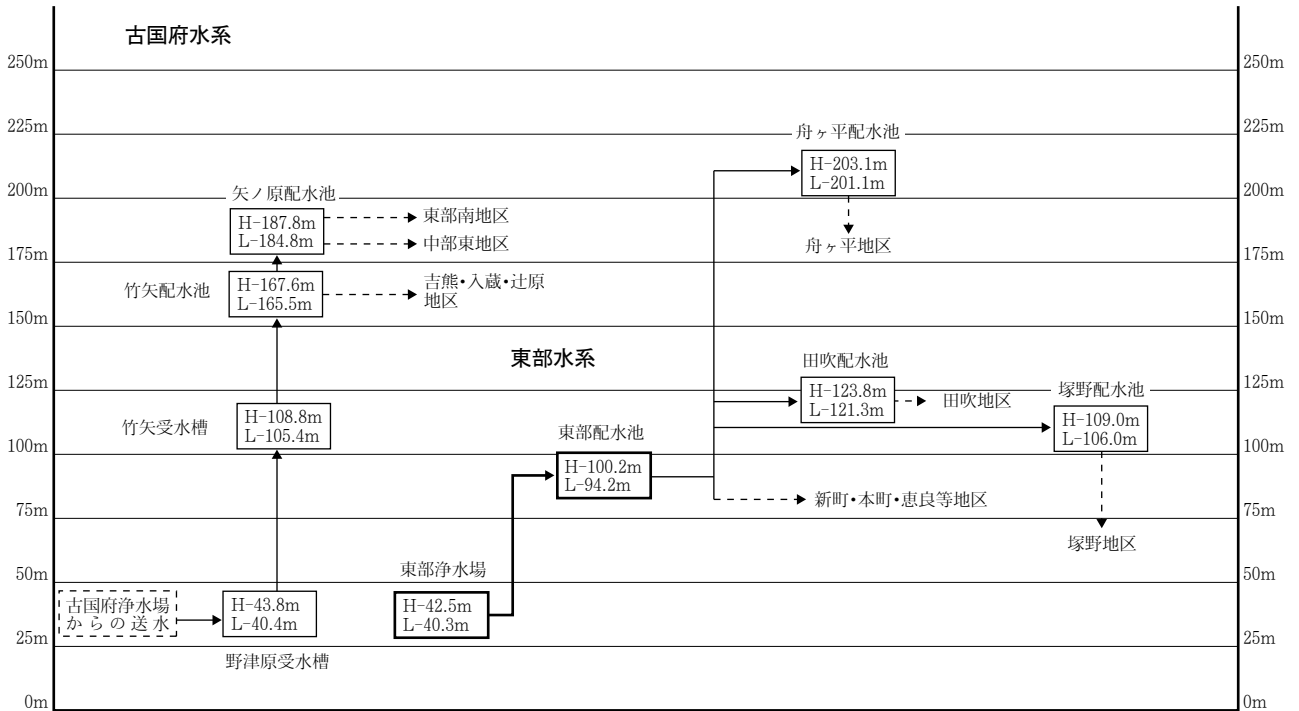 古国府水系
250m
250m
225m
225m
舟ヶ平配水池
H-203.1m
L-201.1m
200m
200m
矢ノ原配水池
H-187.8m
L-184.8m
東部南地区
中部東地区
舟ヶ平地区
175m
175m
竹矢配水池
H-167.6m
L-165.5m
吉熊・入蔵・辻原
地区
150m
150m
東部水系
田吹配水池
H-123.8m
L-121.3m
田吹地区
125m
125m
塚野配水池
H-109.0m
L-106.0m
竹矢受水槽
H-108.8m
L-105.4m
東部配水池
H-100.2m
L-94.2m
100m
100m
新町・本町・恵良等地区
75m
75m
塚野地区
東部浄水場
H-42.5m
L-40.3m
50m
50m
古国府浄水場
からの送水
H-43.8m
L-40.4m
野津原受水槽
25m
25m
0m
0m